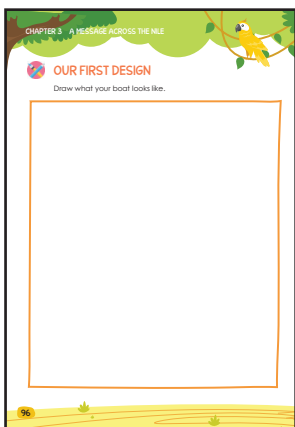 CHAPTER 3 A MESSAGE ACROSS THE NILE
OUR FIRST DESIGN
Draw what your boat looks like.
96